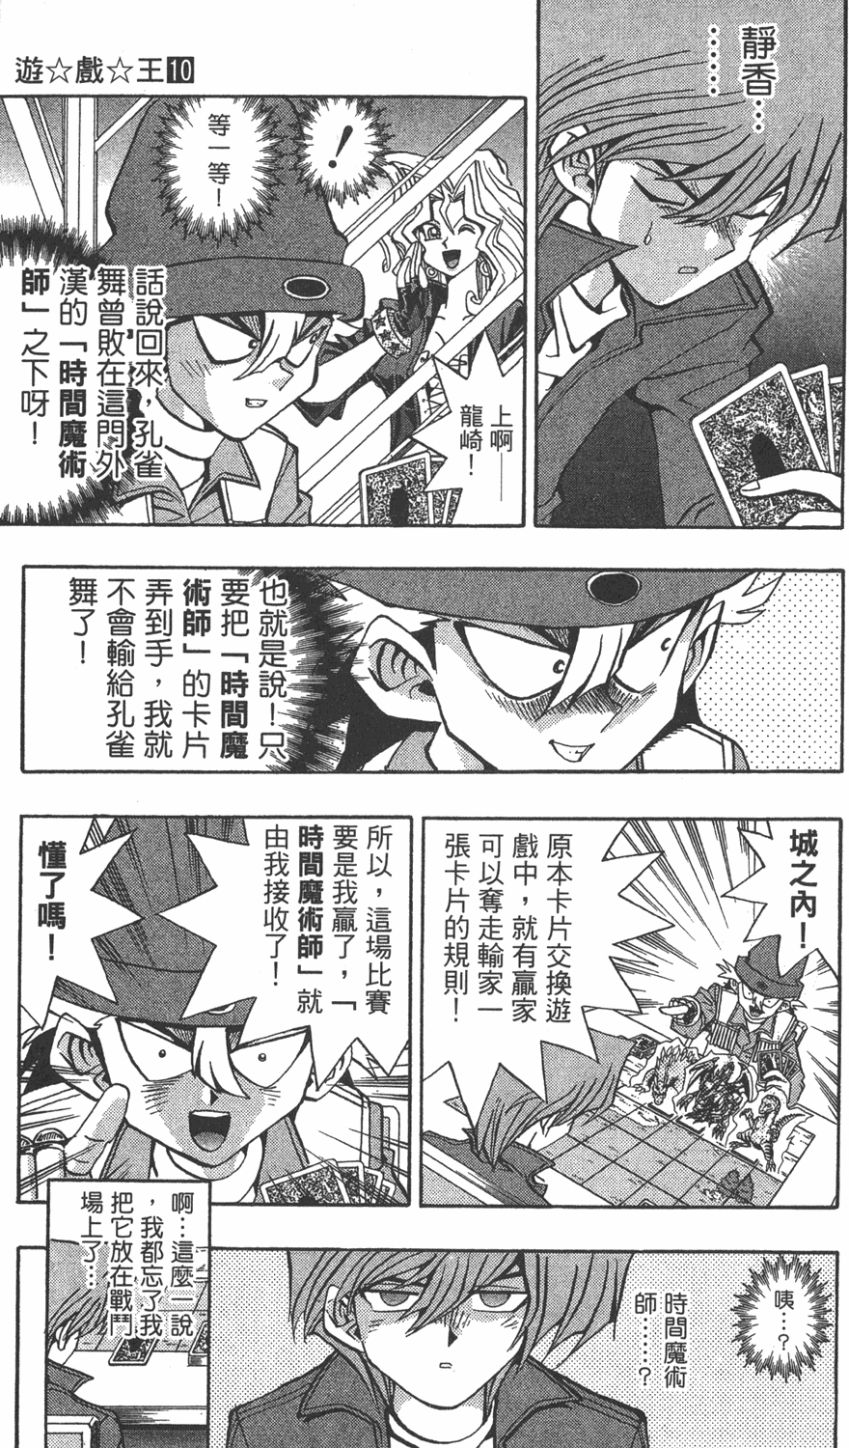 遊☆戲☆王10
靜香…
……
！
等一等！
上啊——
龍崎！
話說回來，孔雀
舞曾敗在這門外
漢的「時間魔術
師」之下呀！
也就是說！只
要把「時間魔
術師」的卡片
弄到手，我就
不會輸給孔雀
舞了！
城之內！
原本卡片交換遊
戲中，就有贏家
可以奪走輸家一
張卡片的規則！
所以，這場比賽
要是我贏了，「
時間魔術師」就
由我接收了！
懂了嗎！
咦…？
時間魔術
師……？
啊…這麼一說
，我都忘了我
把它放在戰鬥
場上了…